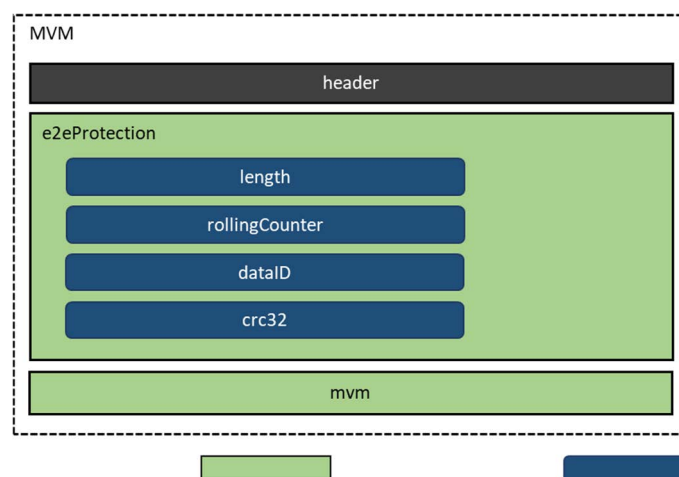 MVM
header
e2eProtection
length
rollingCounter
dataID
crc32
mvm